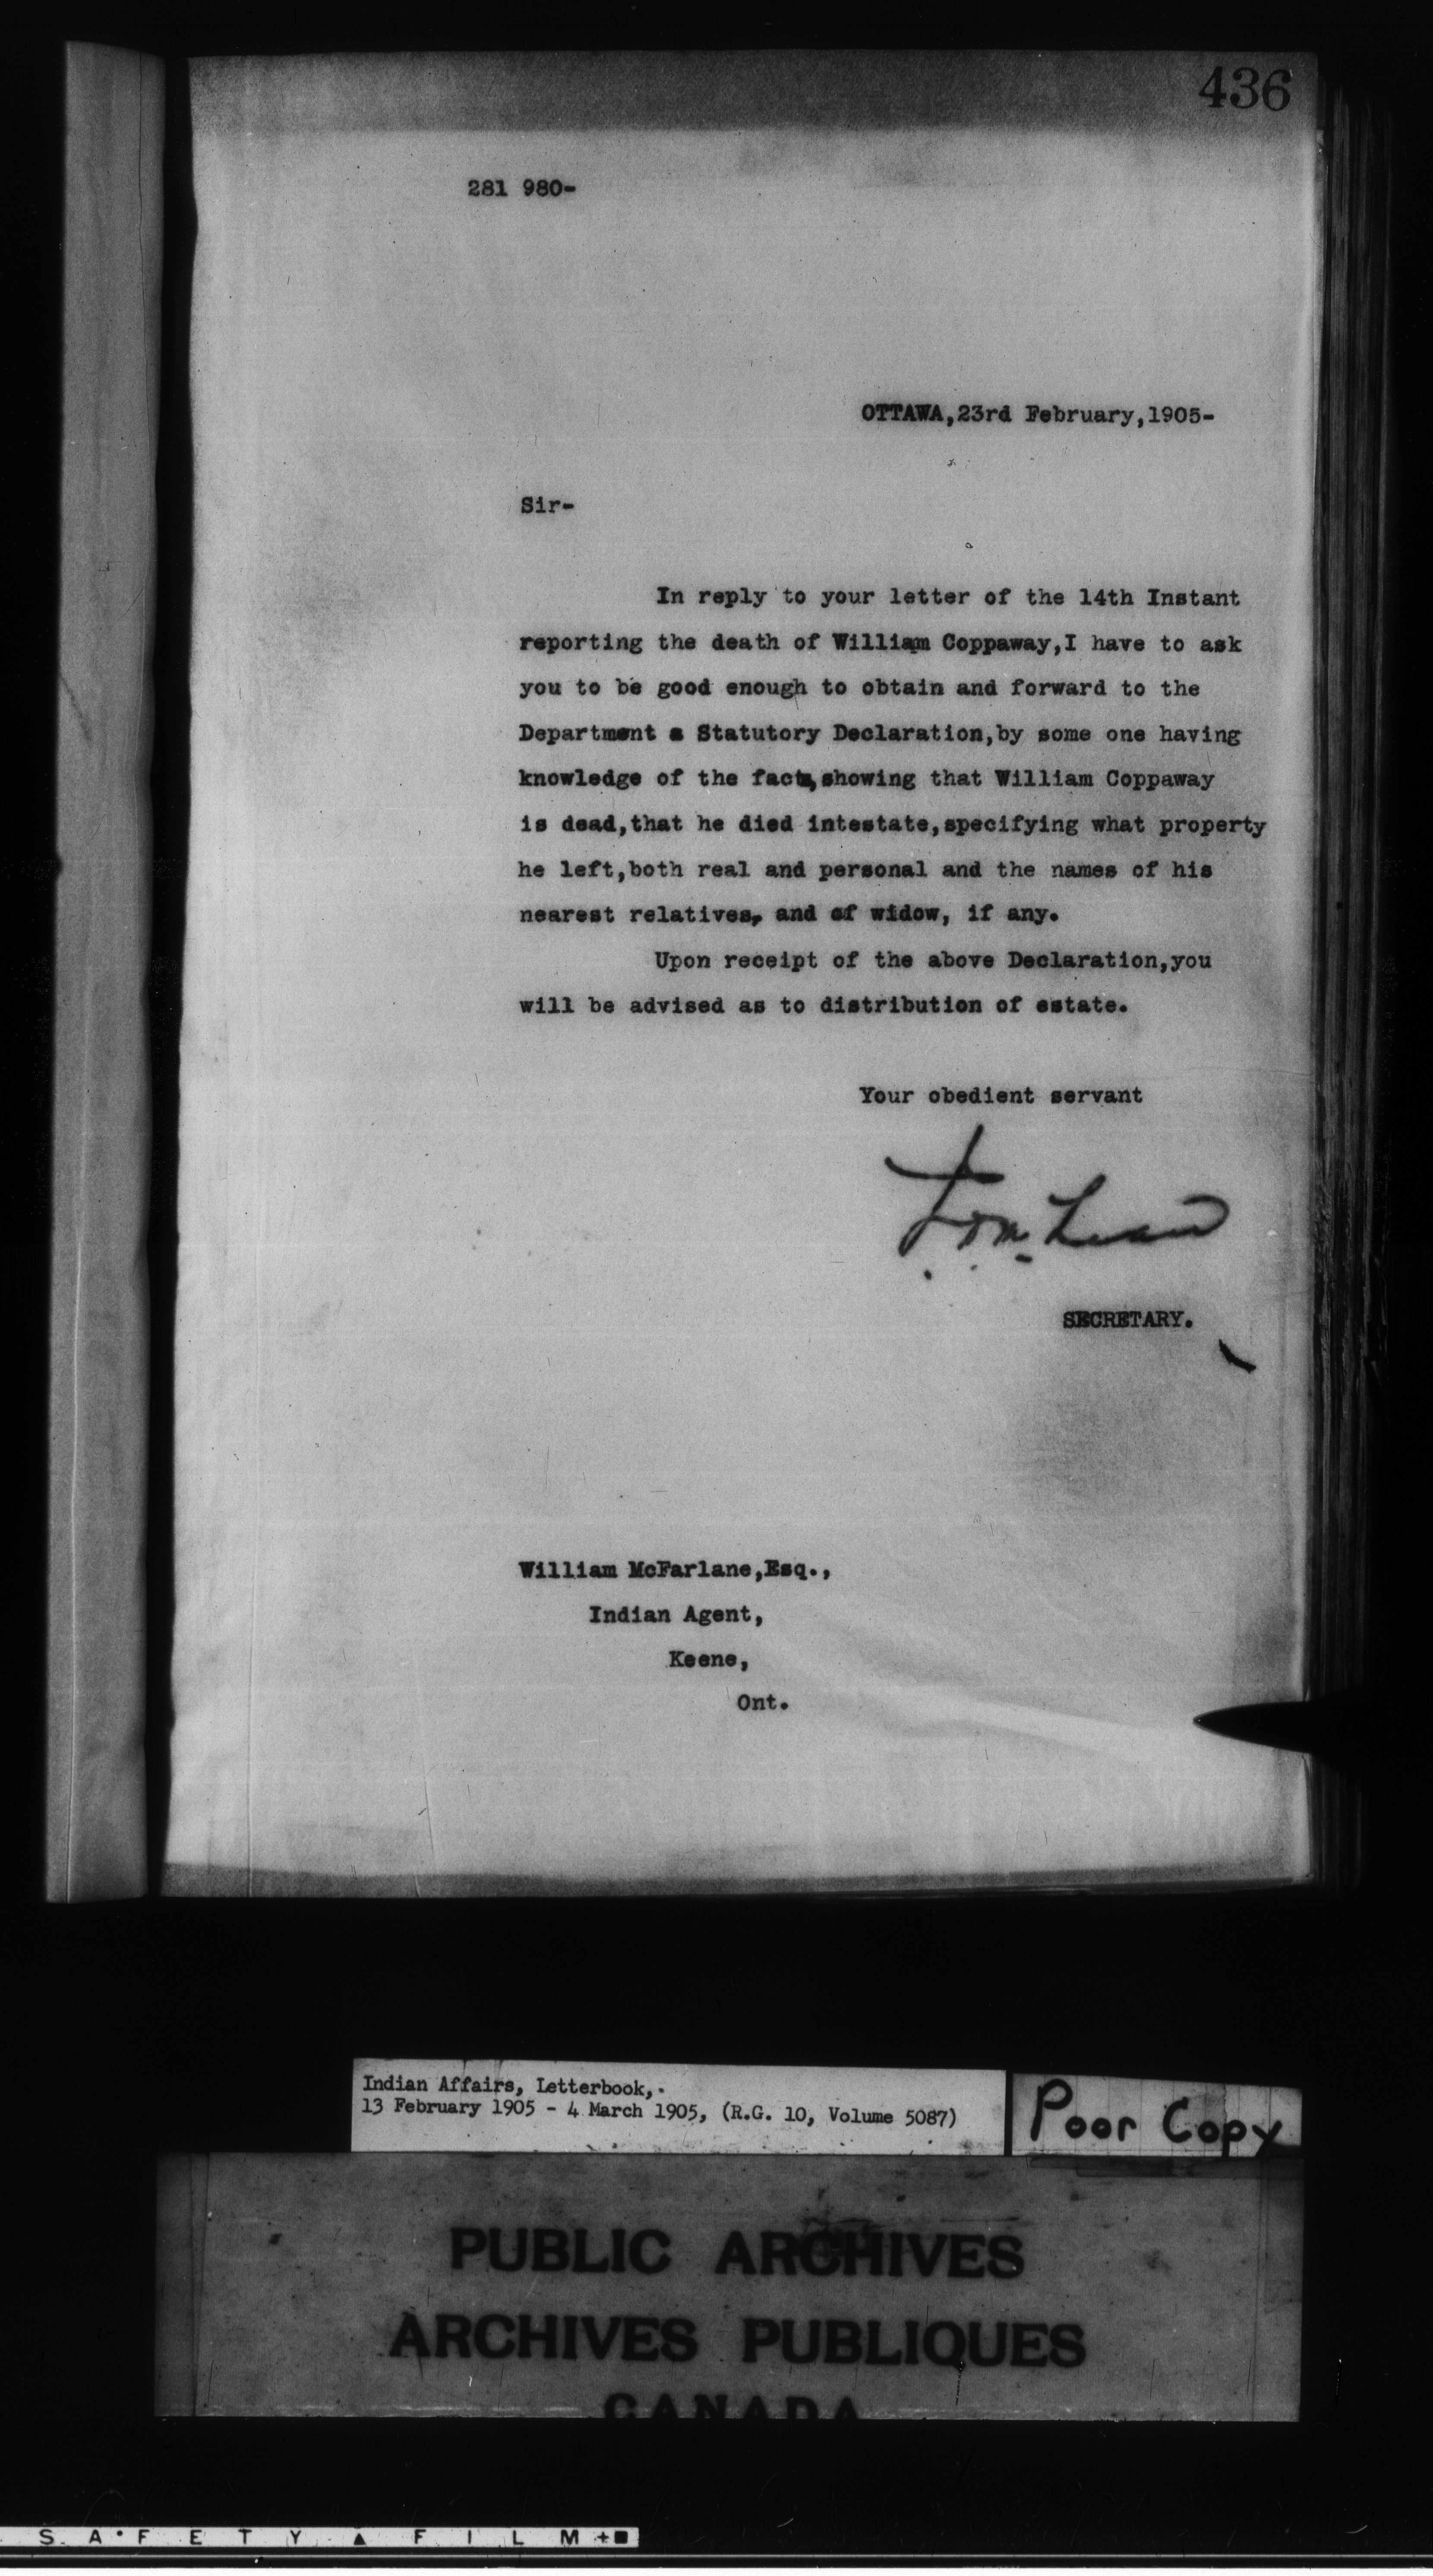 436
281 980-
OTTAWA,23rd February,1905-
Sir-
In reply to your letter of the 14th Instant
reporting the death of William Coppaway,I have to ask
you to be good enough to obtain and forward to the
Department a Statutory Declaration,by some one having
knowledge of the facts,showing that William Coppaway
is dead,that he died intestate,specifying what property
he left,both real and personal and the names of his
nearest relatives, and of widow, if any.
Upon receipt of the above Declaration,you
will be advised as to distribution of estate.
Your obedient servant
SECRETARY.
William McFarlane,Esq.,
Indian Agent,
Keene,
Ont.
Indian Affairs, Letterbook,
13 February 1905 - 4 March 1905, (R.G. 10, Volume 5087)
Poor Copy
PUBLIC ARCHIVES
ARCHIVES PUBLIQUES
CANADA
SAFETY FILM